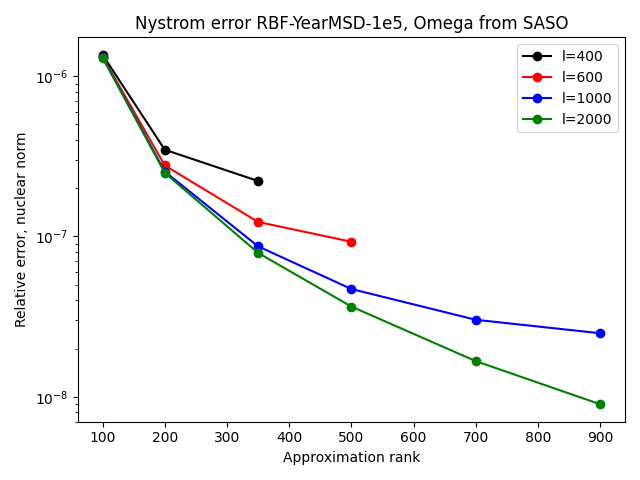 Nystrom error RBF-YearMSD-1e5, Omega from SASO
l=400
l=600
l=1000
l=2000
Relative error, nuclear norm
10⁻⁶
10⁻⁷
10⁻⁸
100 200 300 400 500 600 700 800 900
Approximation rank